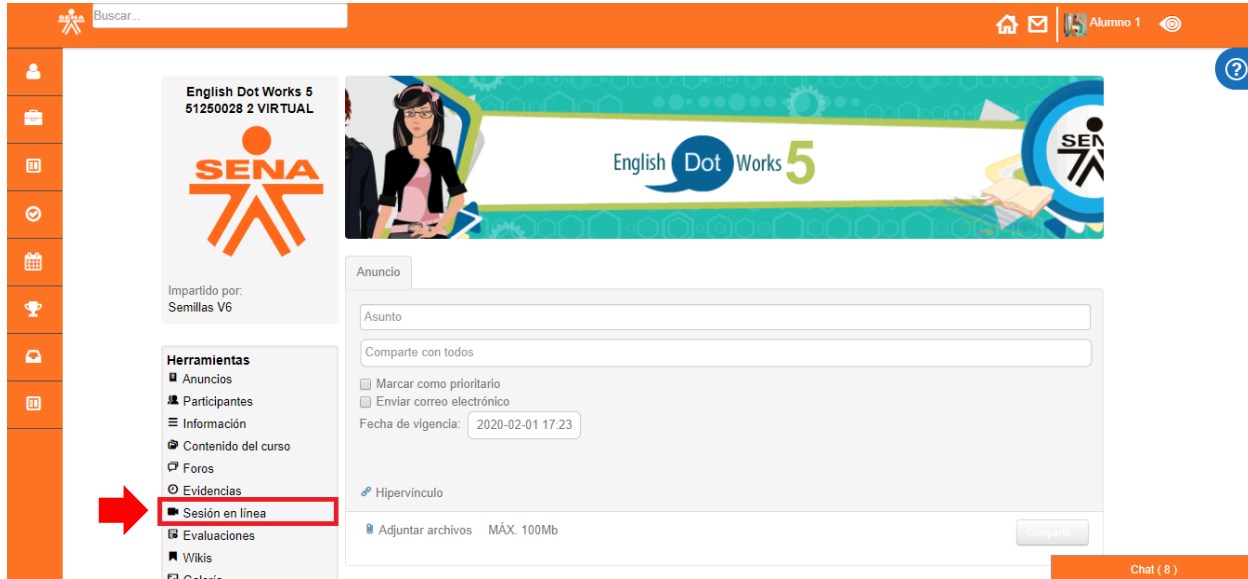 SENA
Buscar...
Alumno 1
English Dot Works 5
51250028 2 VIRTUAL
SENA
Impartido por:
Semillas V6
Herramientas
Anuncios
Participantes
Información
Contenido del curso
Foros
Evidencias
Sesión en línea
Evaluaciones
Wikis
Galería
English Dot Works 5
SEN
Anuncio
Asunto
Comparte con todos
Marcar como prioritario
Enviar correo electrónico
Fecha de vigencia: 2020-02-01 17:23
Hipervínculo
Adjuntar archivos MÁX. 100Mb
Compartir...
?
Chat ( 8 )